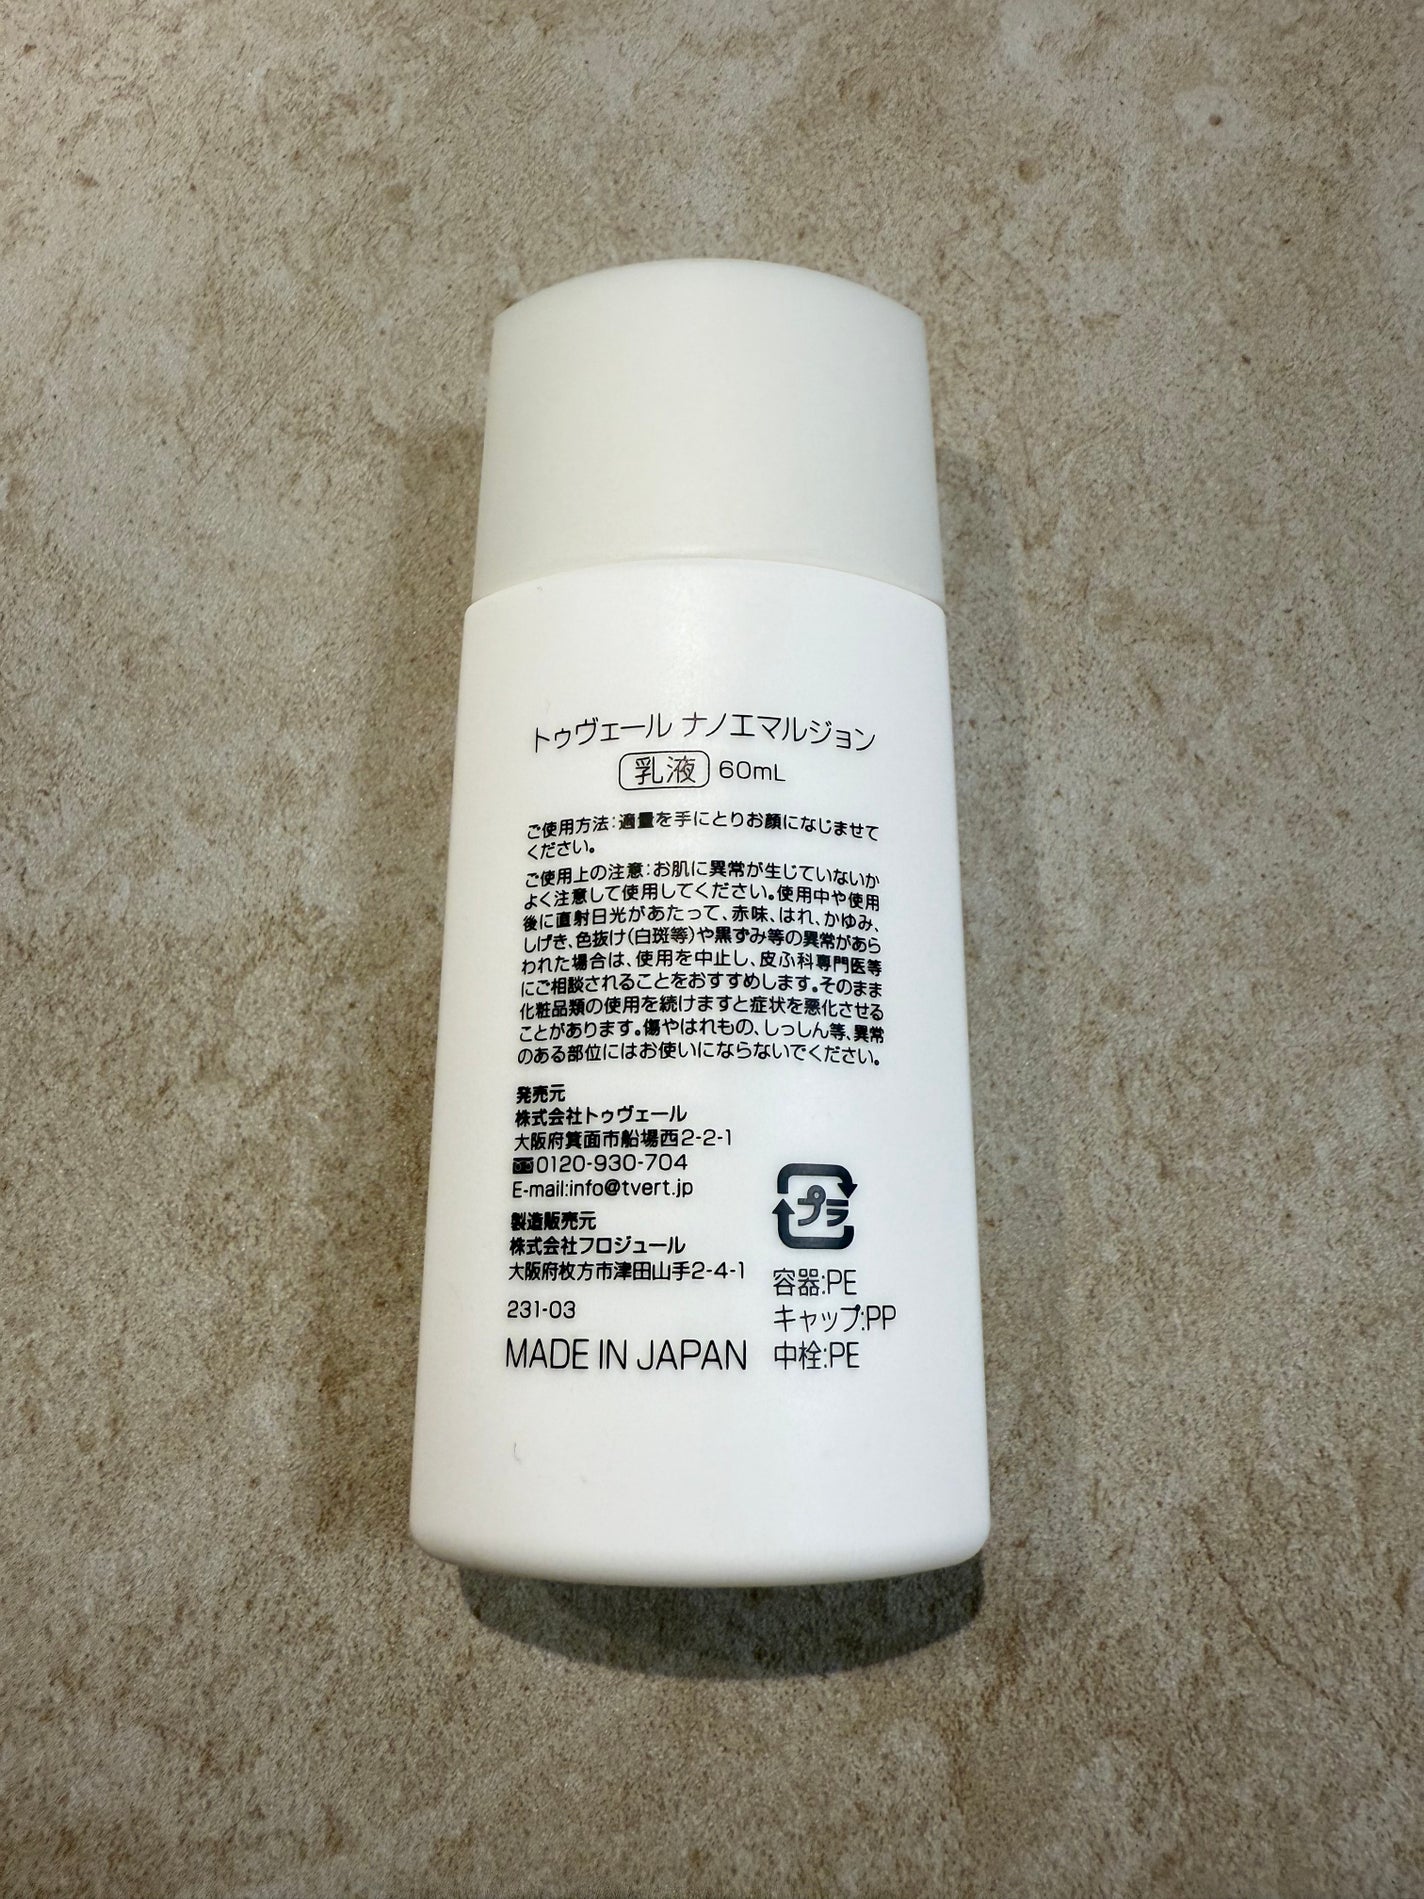 トゥヴェール ナノエマルジョン
乳液 60mL
ご使用方法:適量を手にとりお顔になじませて
ください。
ご使用上の注意:お肌に異常が生じていないか
よく注意して使用してください。使用中や使用
後に直射日光があたって、赤味、はれ、かゆみ、
しげき、色抜け(白斑等)や黒ずみ等の異常があら
われた場合は、使用を中止し、皮ふ科専門医等
にご相談されることをおすすめします。そのまま
化粧品類の使用を続けますと症状を悪化させる
ことがあります。傷やはれもの、しっしん等、異常
のある部位にはお使いにならないでください。
発売元
株式会社トゥヴェール
大阪府箕面市船場西2-2-1
0120-930-704
E-mail:info@tvert.jp
製造販売元
株式会社フロジュール
大阪府枚方市津田山手2-4-1
231-03
MADE IN JAPAN
プラ
容器:PE
キャップ:PP
中栓:PE